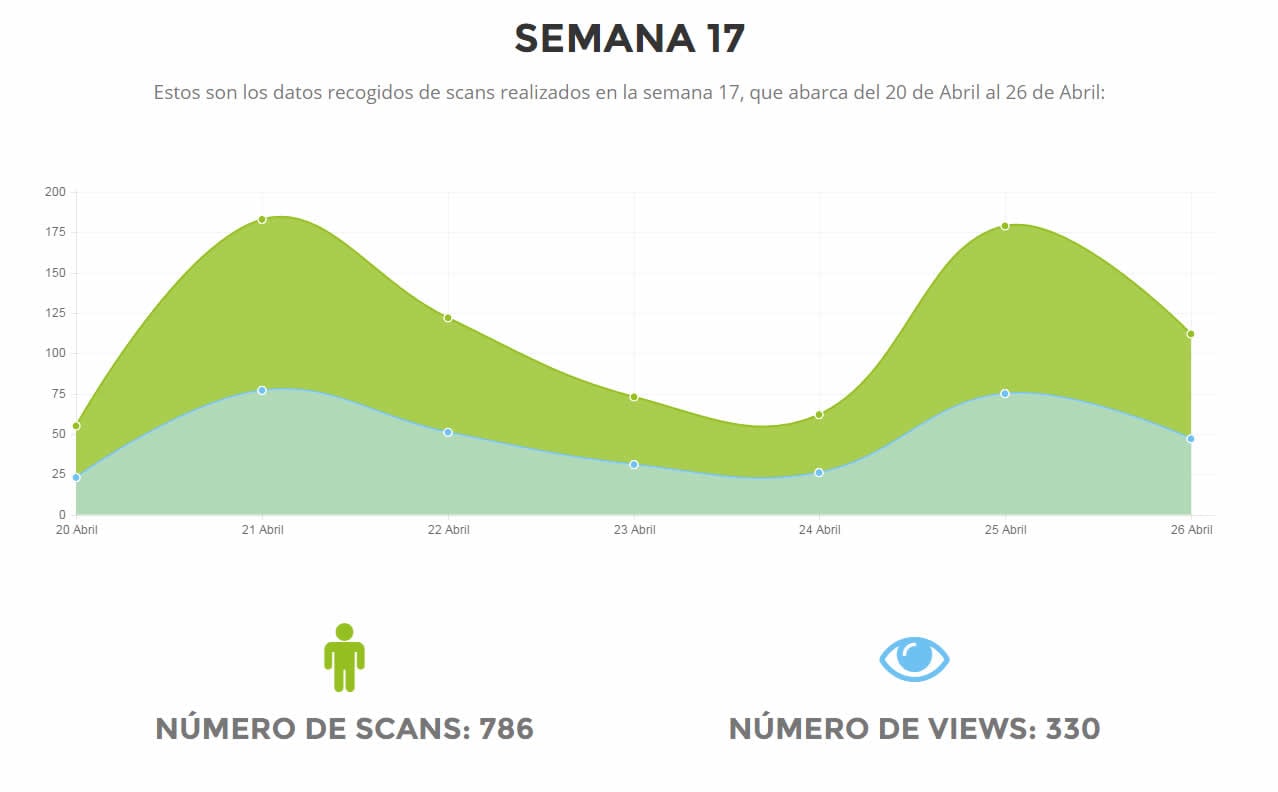 SEMANA 17
Estos son los datos recogidos de scans realizados en la semana 17, que abarca del 20 de Abril al 26 de Abril:
200
175
150
125
100
75
50
25
0
20 Abril 21 Abril 22 Abril 23 Abril 24 Abril 25 Abril 26 Abril
NÚMERO DE SCANS: 786
NÚMERO DE VIEWS: 330